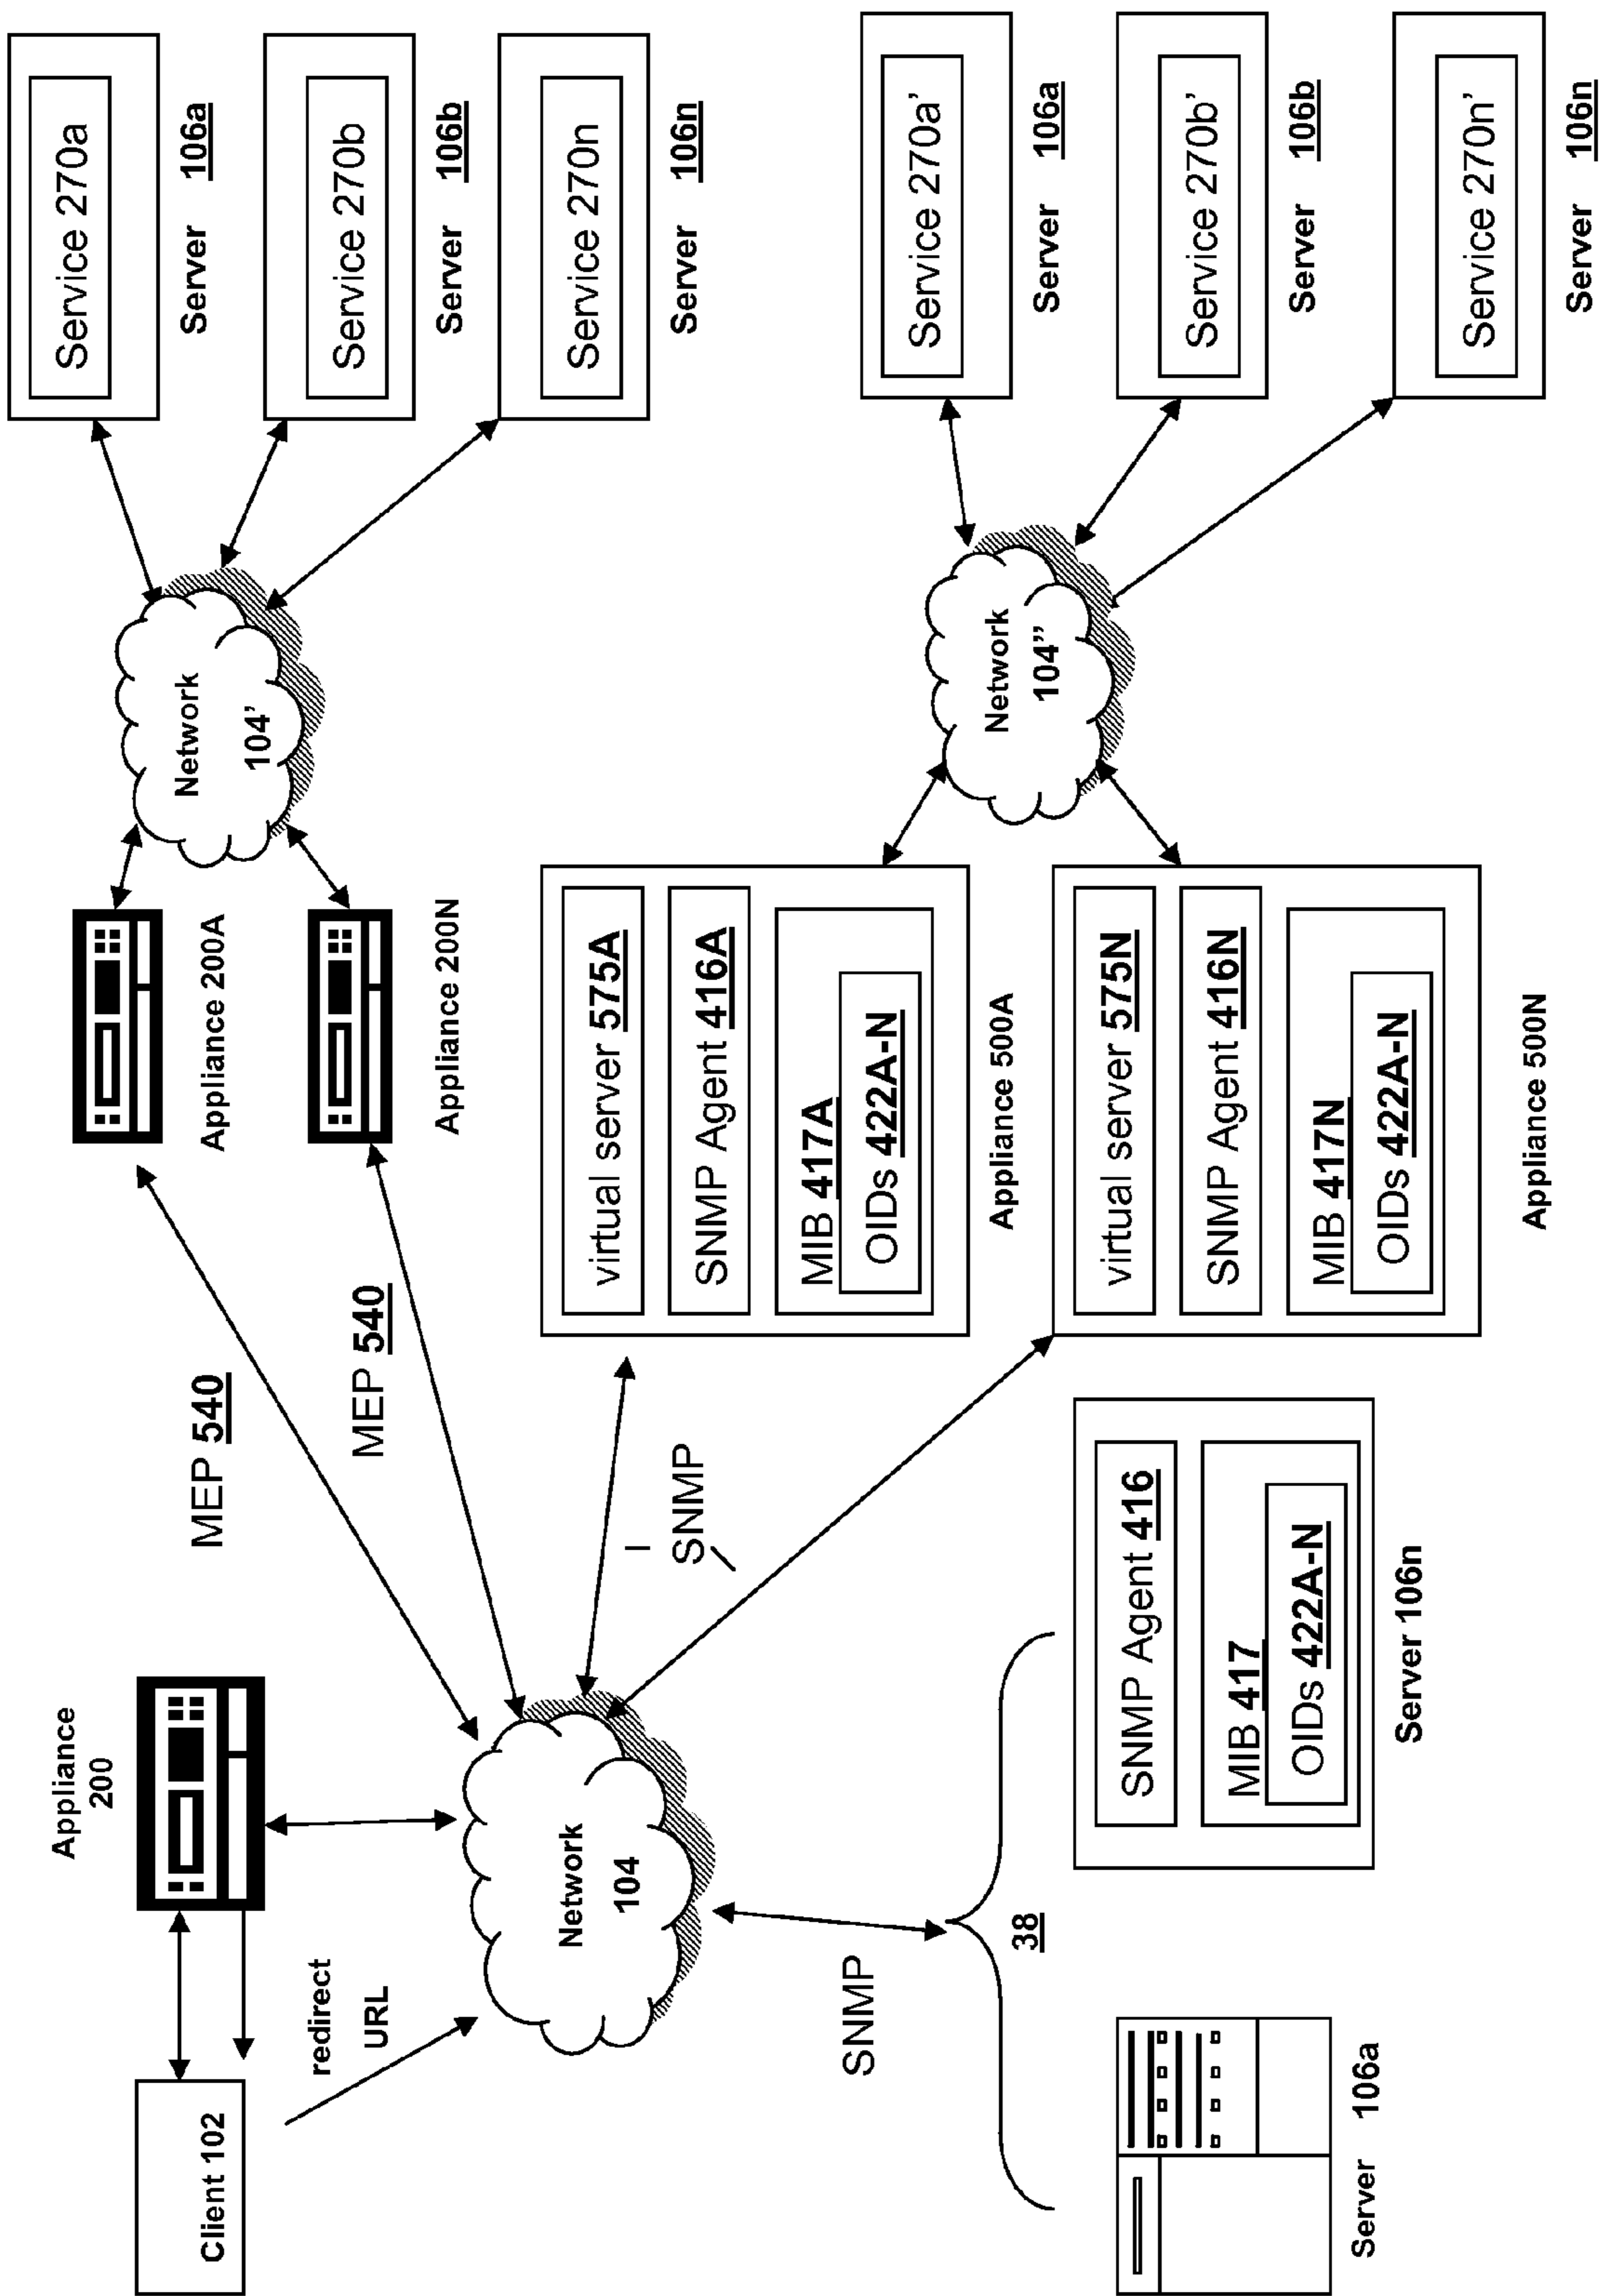 Client 102
redirect
URL
Appliance
200
Network
104
MEP 540
MEP 540
Appliance 200A
Appliance 200N
Network
104'
Service 270a
Server 106a
Service 270b
Server 106b
Service 270n
Server 106n
SNMP
virtual server 575A
SNMP Agent 416A
MIB 417A
OIDs 422A-N
Appliance 500A
virtual server 575N
SNMP Agent 416N
MIB 417N
OIDs 422A-N
Appliance 500N
Network
104”
Service 270a’
Server 106a
Service 270b’
Server 106b
Service 270n’
Server 106n
SNMP
38
Server 106a
SNMP Agent 416
MIB 417
OIDs 422A-N
Server 106n